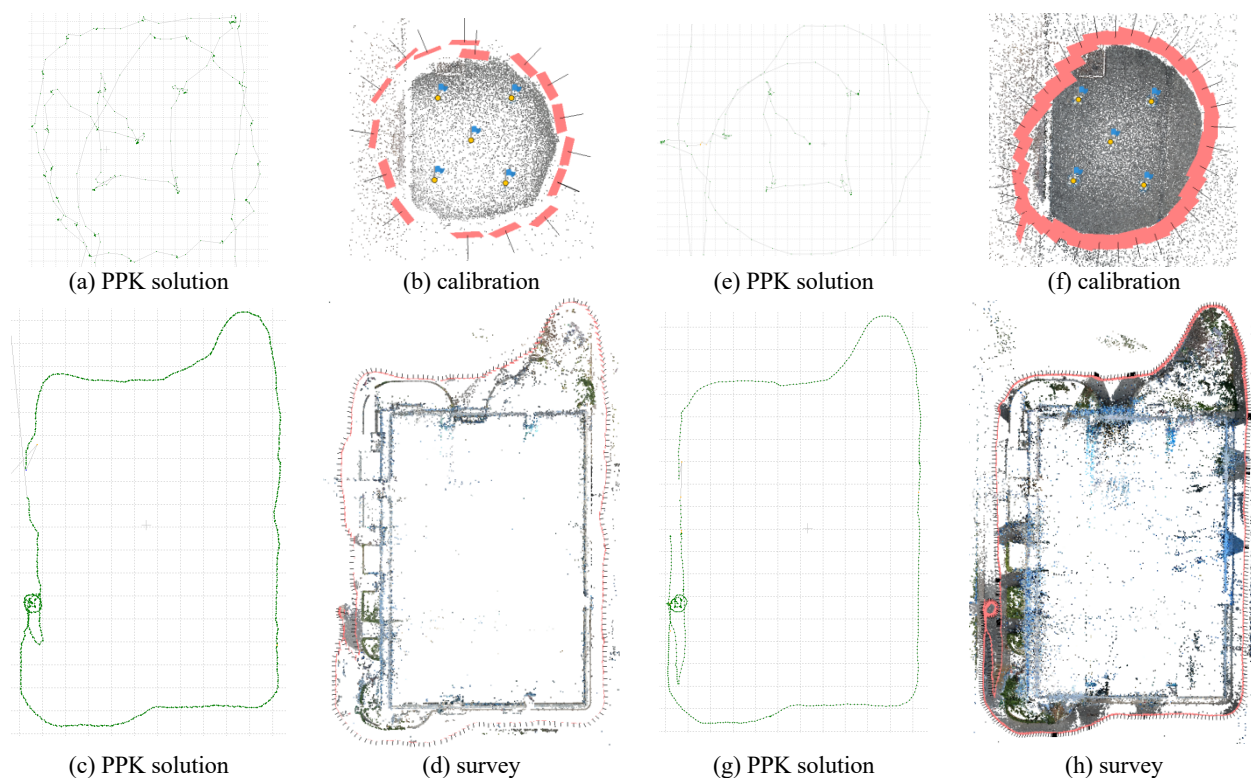 (a) PPK solution
(b) calibration
(e) PPK solution
(f) calibration
(c) PPK solution
(d) survey
(g) PPK solution
(h) survey